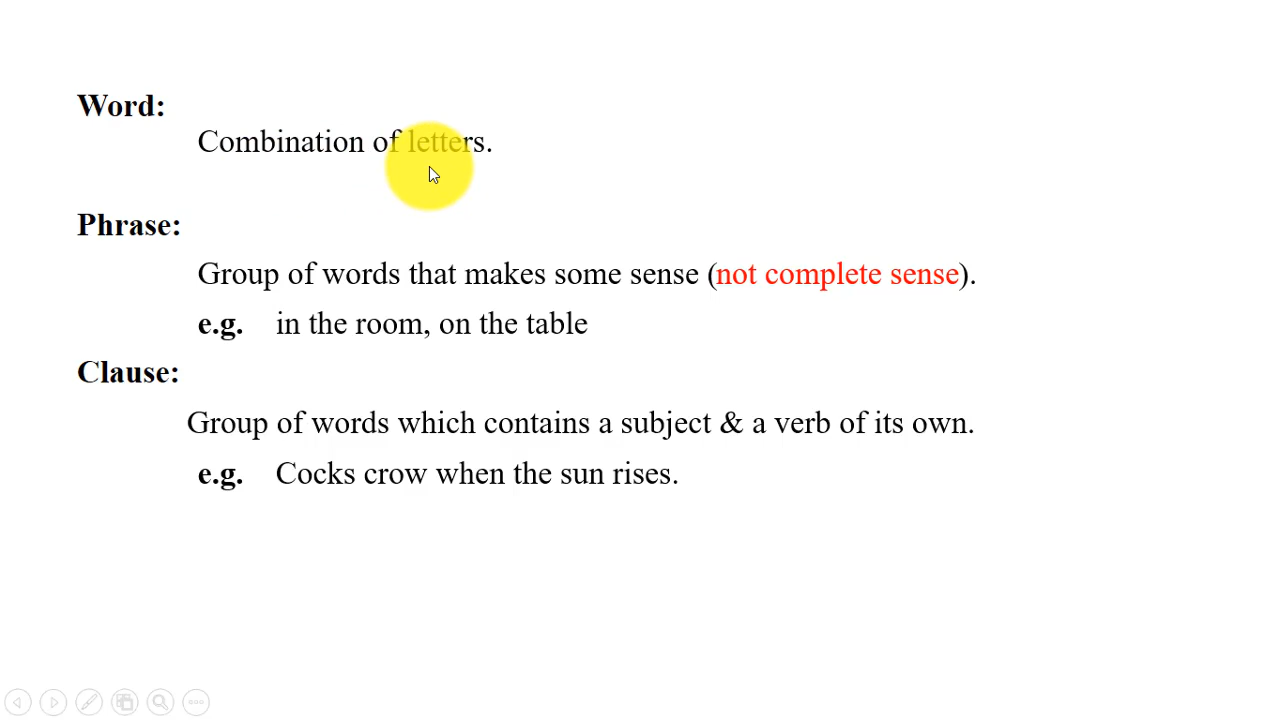 Word:
Combination of letters.
Phrase:
Group of words that makes some sense (not complete sense).
e.g. in the room, on the table
Clause:
Group of words which contains a subject & a verb of its own.
e.g. Cocks crow when the sun rises.